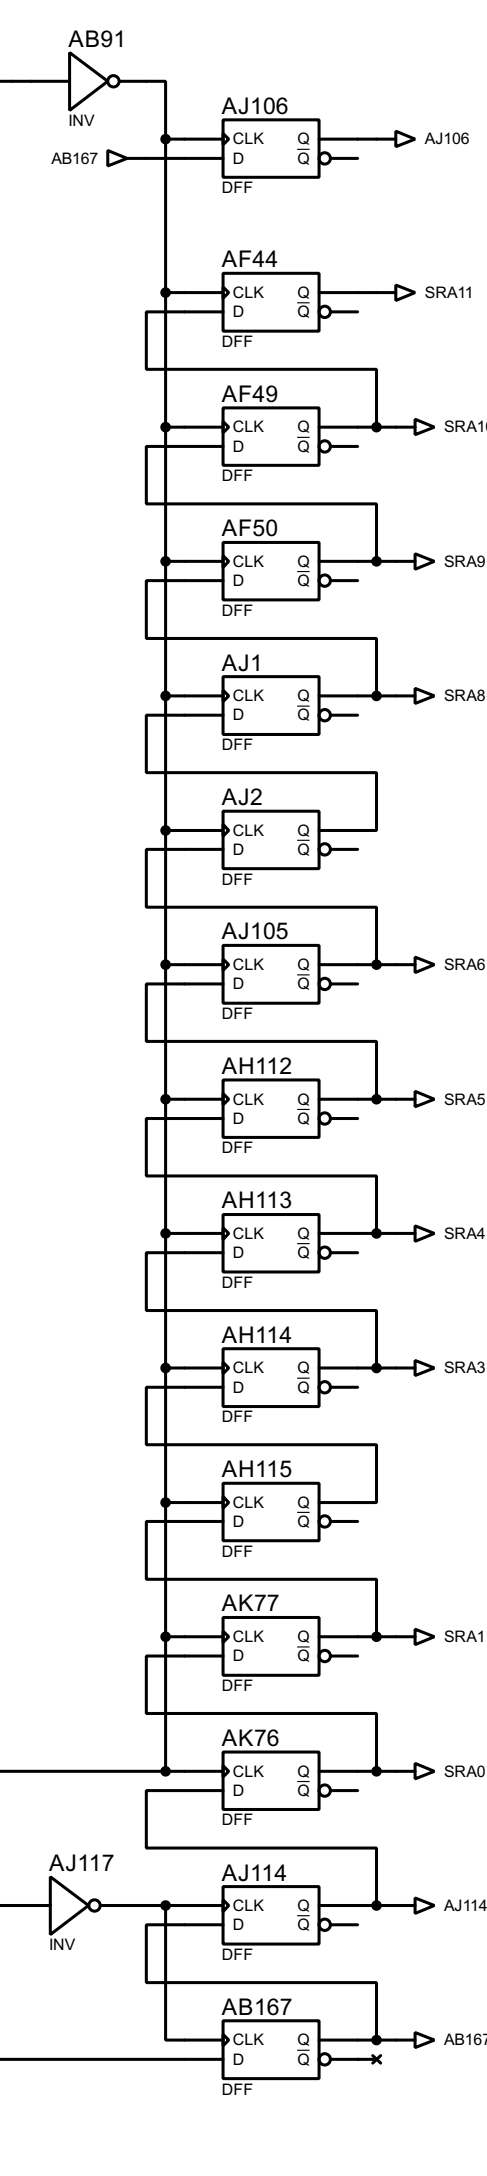 AB91
INV
AJ106
CLK Q AJ106
AB167 D Q
DFF
AF44
CLK Q SRA11
D Q
DFF
AF49
CLK Q
D Q
DFF
AF50
CLK Q SRA9
D Q
DFF
AJ1
CLK Q SRA8
D Q
DFF
AJ2
CLK Q
D Q
DFF
AJ105
CLK Q SRA6
D Q
DFF
AH112
CLK Q SRA5
D Q
DFF
AH113
CLK Q SRA4
D Q
DFF
AH114
CLK Q SRA3
D Q
DFF
AH115
CLK Q
D Q
DFF
AK77
CLK Q SRA1
D Q
DFF
AK76
CLK Q SRA0
D Q
DFF
AJ117
INV
AJ114
CLK Q AJ114
D Q
DFF
AB167
CLK Q AB167
D Q
DFF